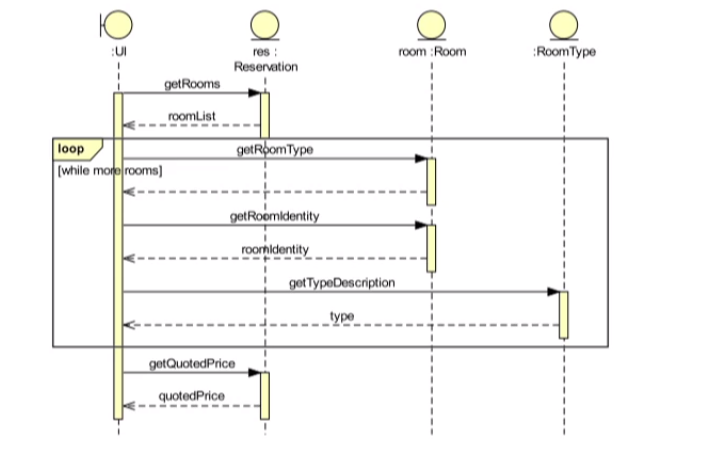 :UI
res :
Reservation
room :Room
:RoomType
getRooms
roomList
loop
getRoomType
[while more rooms]
getRoomIdentity
roomIdentity
getTypeDescription
type
getQuotedPrice
quotedPrice